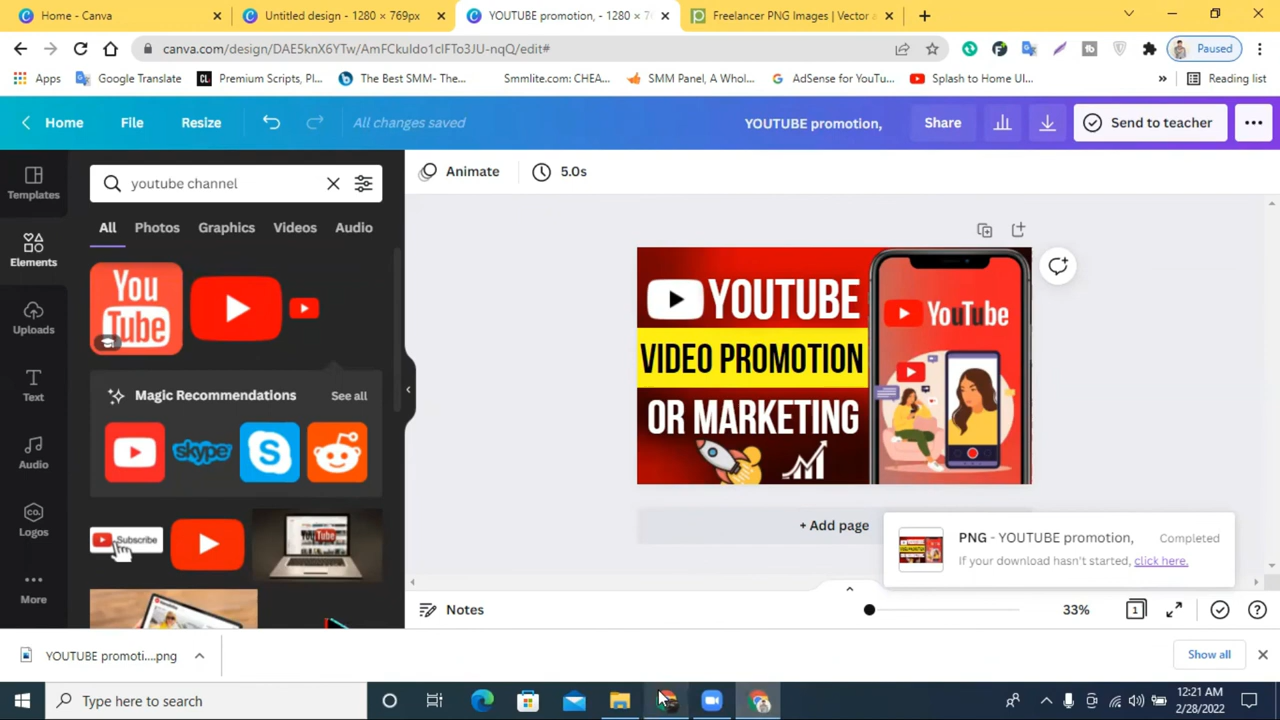 Home - Canva
Untitled design - 1280 × 769px
YOUTUBE promotion, - 1280 × 76
Freelancer PNG Images | Vector a
canva.com/design/DAE5knX6YTw/AmFCkuIdo1cIFTo3JU-nqQ/edit#
Paused
Apps
Google Translate
Premium Scripts, Pl...
The Best SMM- The...
Smmlite.com: CHEA...
SMM Panel, A Whol...
AdSense for YouTu...
Splash to Home UI...
»
Reading list
Home
File
Resize
All changes saved
YOUTUBE promotion,
Share
Send to teacher
Templates
Elements
Uploads
Text
Audio
Logos
More
youtube channel
All
Photos
Graphics
Videos
Audio
You
Tube
Magic Recommendations
See all
skype
Subscribe
YouTube
Animate
5.0s
YOUTUBE
VIDEO PROMOTION
OR MARKETING
YouTube
+ Add page
PNG - YOUTUBE promotion,
Completed
If your download hasn't started, click here.
Notes
33%
1
YOUTUBE promoti....png
Show all
Type here to search
12:21 AM
2/28/2022